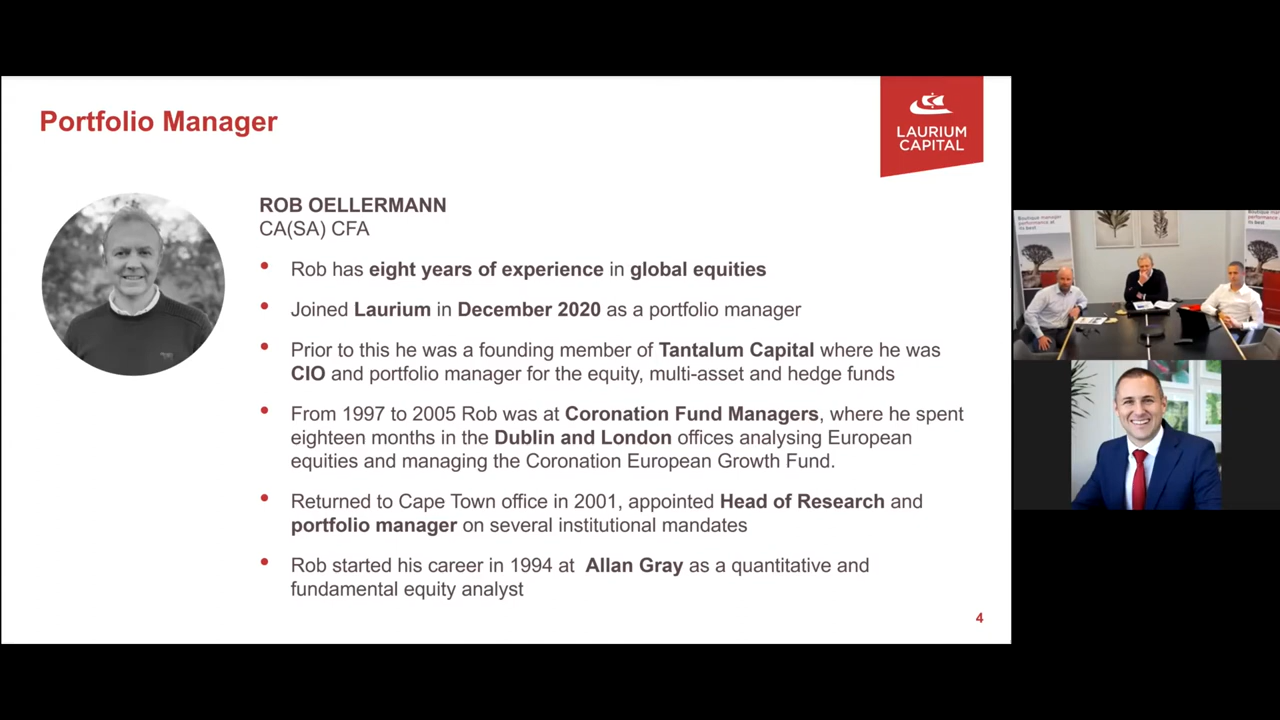 Portfolio Manager
LAURIUM
CAPITAL
ROB OELLERMANN
CA(SA) CFA
• Rob has eight years of experience in global equities
• Joined Laurium in December 2020 as a portfolio manager
• Prior to this he was a founding member of Tantalum Capital where he was
CIO and portfolio manager for the equity, multi-asset and hedge funds
• From 1997 to 2005 Rob was at Coronation Fund Managers, where he spent
eighteen months in the Dublin and London offices analysing European
equities and managing the Coronation European Growth Fund.
• Returned to Cape Town office in 2001, appointed Head of Research and
portfolio manager on several institutional mandates
• Rob started his career in 1994 at Allan Gray as a quantitative and
fundamental equity analyst
4
Boutique manager
performance at
its best